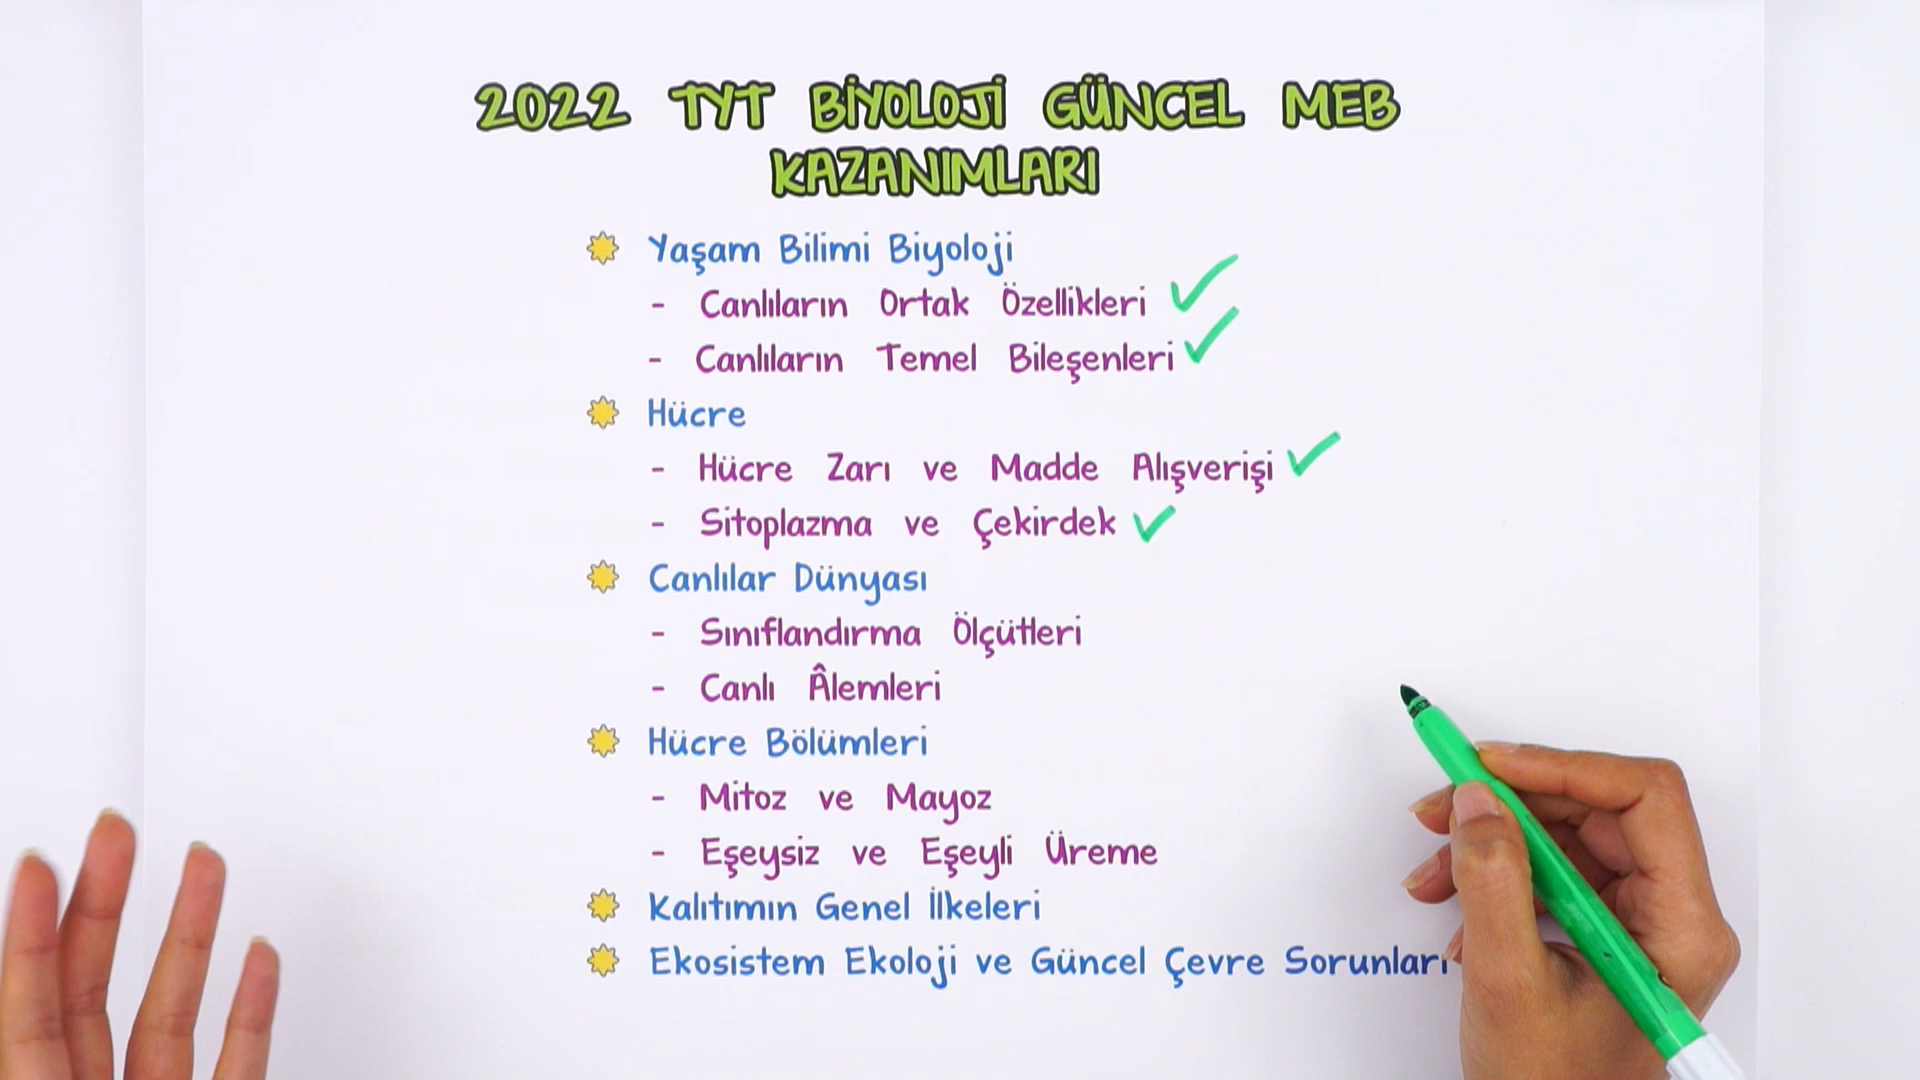 2022 TYT BİYOLOJİ GÜNCEL MEB
KAZANIMLARI
Yaşam Bilimi Biyoloji
- Canlıların Ortak Özellikleri
- Canlıların Temel Bileşenleri
Hücre
- Hücre Zarı ve Madde Alışverişi
- Sitoplazma ve Çekirdek
Canlılar Dünyası
- Sınıflandırma Ölçütleri
- Canlı Âlemleri
Hücre Bölümleri
- Mitoz ve Mayoz
- Eşeysiz ve Eşeyli Üreme
Kalıtımın Genel İlkeleri
Ekosistem Ekoloji ve Güncel Çevre Sorunları